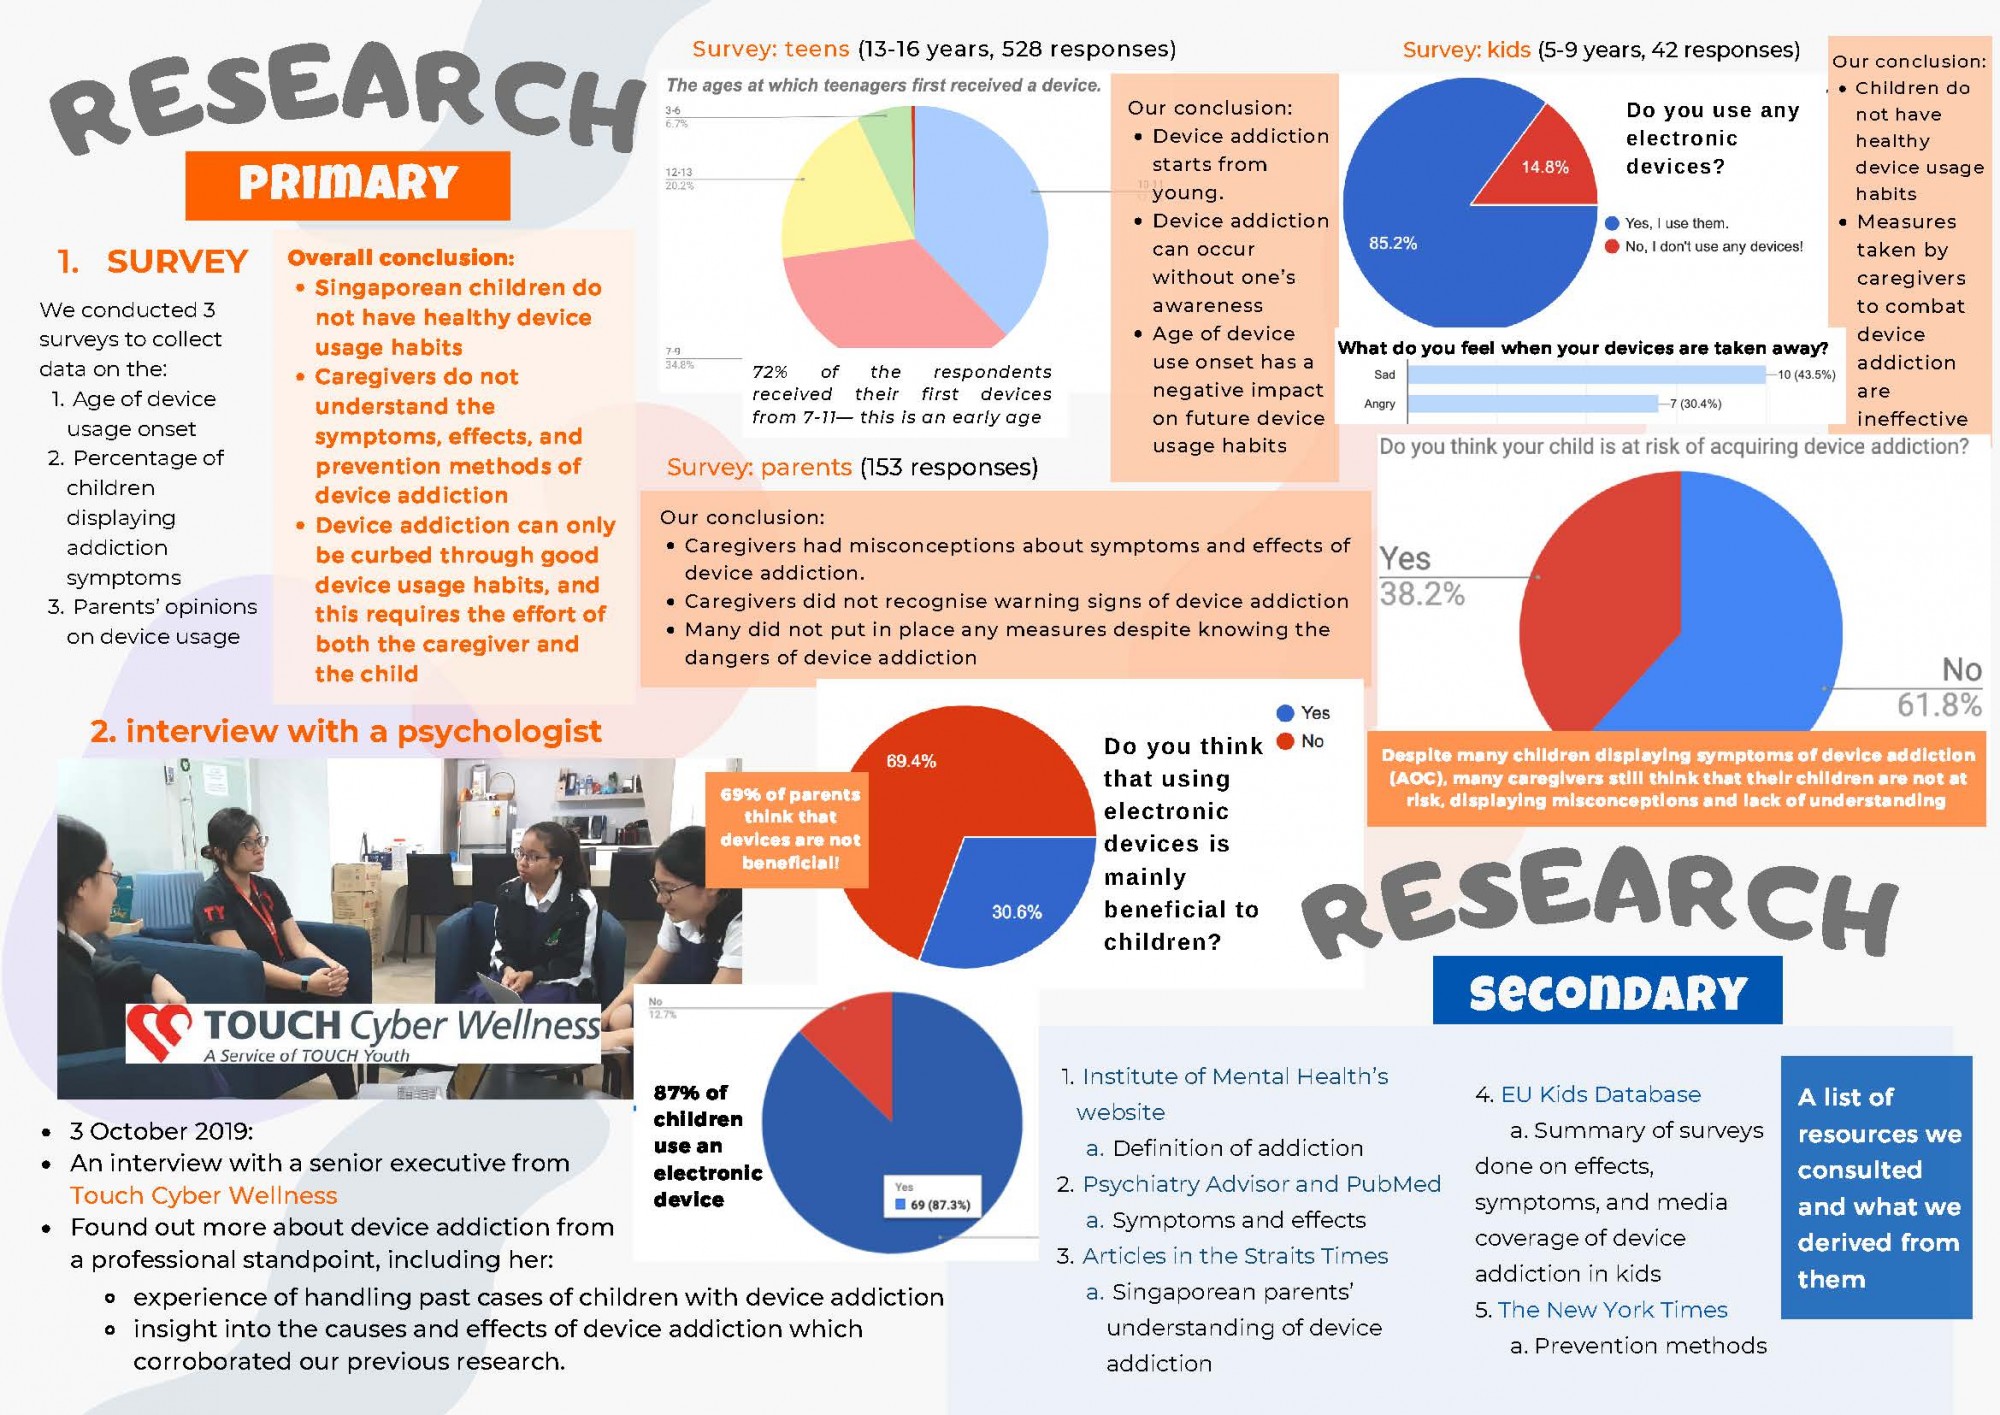 RESEARCH
PRIMARY
1. SURVEY
We conducted 3
surveys to collect
data on the:
1. Age of device
usage onset
2. Percentage of
children
displaying
addiction
symptoms
3. Parents' opinions
on device usage
Overall conclusion:
• Singaporean children do
not have healthy device
usage habits
• Caregivers do not
understand the
symptoms, effects, and
prevention methods of
device addiction
• Device addiction can only
be curbed through good
device usage habits, and
this requires the effort of
both the caregiver and
the child
2. interview with a psychologist
TOUCH Cyber Wellness
A Service of TOUCH Youth
• 3 October 2019:
• An interview with a senior executive from
Touch Cyber Wellness
• Found out more about device addiction from
a professional standpoint, including her:
experience of handling past cases of children with device addiction
insight into the causes and effects of device addiction which
corroborated our previous research.
Survey: teens (13-16 years, 528 responses)
The ages at which teenagers first received a device.
3-6
6.7%
12-13
20.2%
7-9
34.8%
72% of the respondents
received their first devices
from 7-11— this is an early age
Our conclusion:
• Device addiction
starts from
young.
• Device addiction
can occur
without one's
awareness
• Age of device
use onset has a
negative impact
on future device
usage habits
Survey: kids (5-9 years, 42 responses)
Do you use any
electronic
devices?
14.8%
85.2%
Yes, I use them.
No, I don't use any devices!
What do you feel when your devices are taken away?
Sad
10 (43.5%)
Angry
7 (30.4%)
Our conclusion:
• Children do
not have
healthy
device usage
habits
• Measures
taken by
caregivers
to combat
device
addiction
are
ineffective
Survey: parents (153 responses)
Our conclusion:
• Caregivers had misconceptions about symptoms and effects of
device addiction.
• Caregivers did not recognise warning signs of device addiction
• Many did not put in place any measures despite knowing the
dangers of device addiction
Do you think your child is at risk of acquiring device addiction?
Yes
38.2%
No
61.8%
Despite many children displaying symptoms of device addiction
(AOC), many caregivers still think that their children are not at
risk, displaying misconceptions and lack of understanding
69% of parents
think that
devices are not
beneficial!
69.4%
30.6%
Yes
No
Do you think
that using
electronic
devices is
mainly
beneficial to
children?
No
12.7%
87% of
children
use an
electronic
device
Yes
69 (87.3%)
RESEARCH
SECONDARY
1. Institute of Mental Health's
website
a. Definition of addiction
2. Psychiatry Advisor and PubMed
a. Symptoms and effects
3. Articles in the Straits Times
a. Singaporean parents'
understanding of device
addiction
4. EU Kids Database
a. Summary of surveys
done on effects,
symptoms, and media
coverage of device
addiction in kids
5. The New York Times
a. Prevention methods
A list of
resources we
consulted
and what we
derived from
them